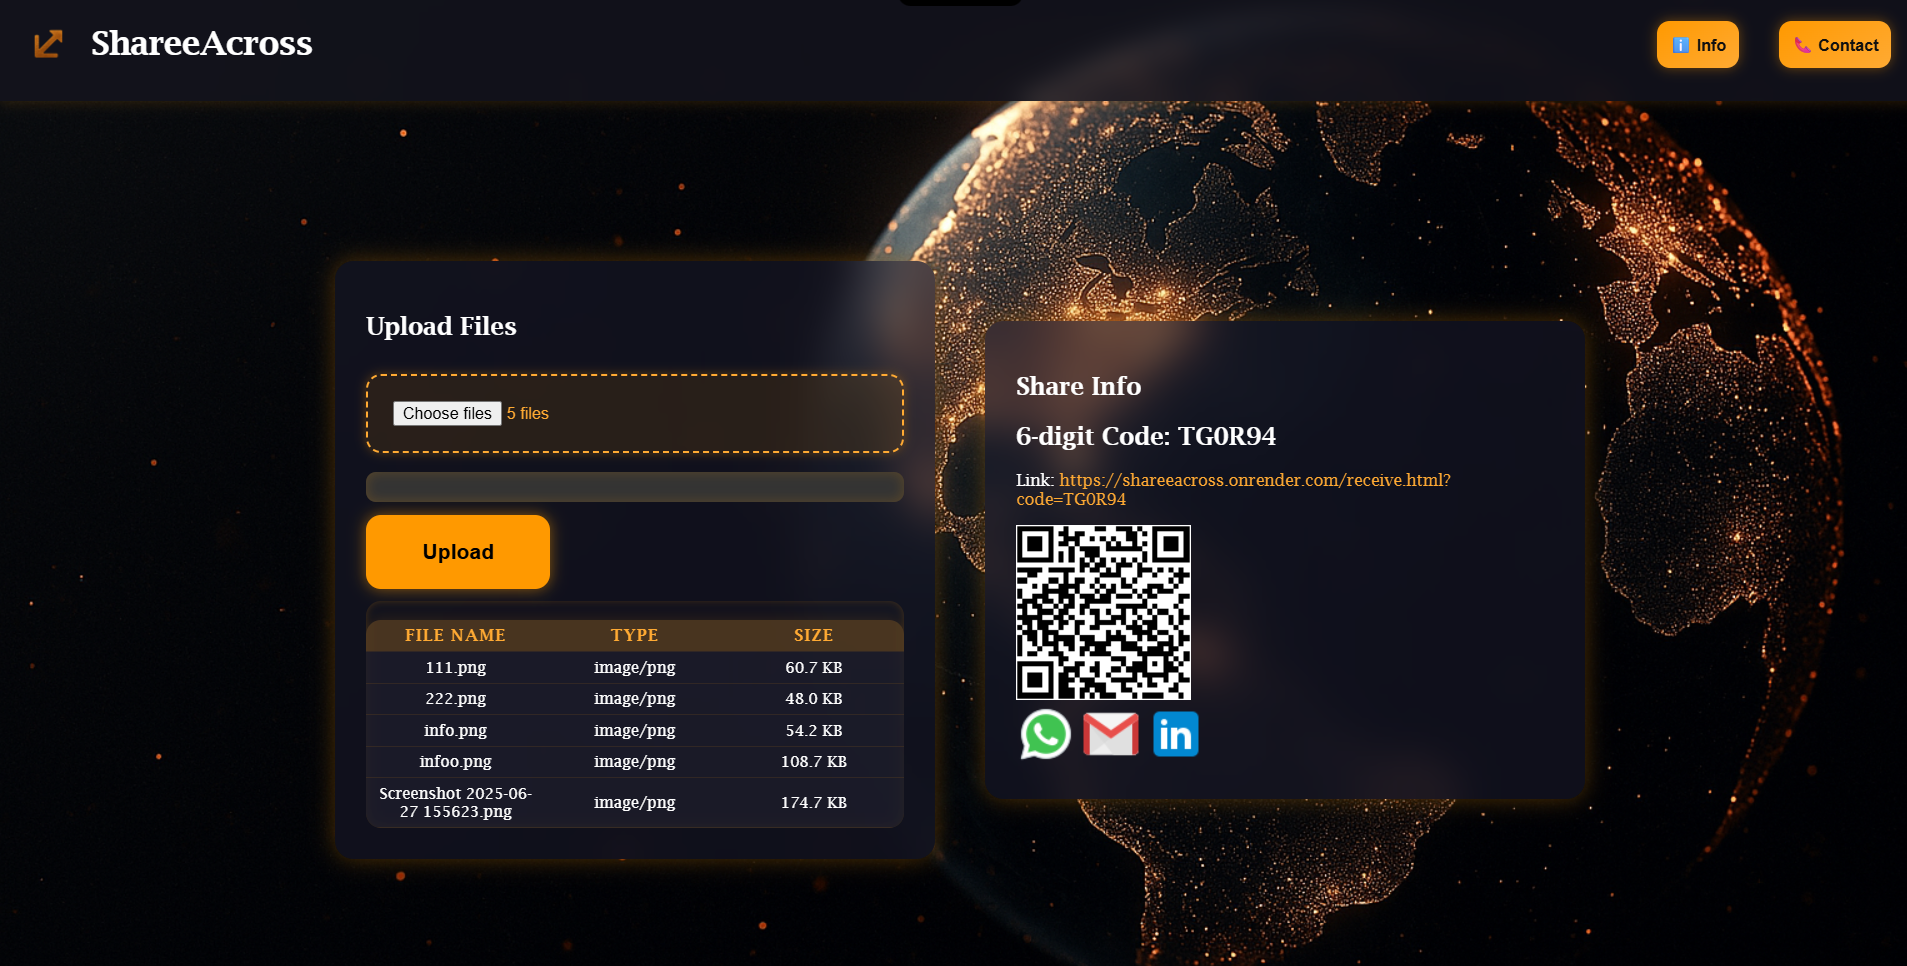 ShareeAcross
Info
Contact
Upload Files
Choose files 5 files
Upload
FILE NAME TYPE SIZE
111.png image/png 60.7 KB
222.png image/png 48.0 KB
info.png image/png 54.2 KB
infoo.png image/png 108.7 KB
Screenshot 2025-06-
27 155623.png image/png 174.7 KB
Share Info
6-digit Code: TG0R94
Link: https://shareeacross.onrender.com/receive.html?
code=TG0R94
in